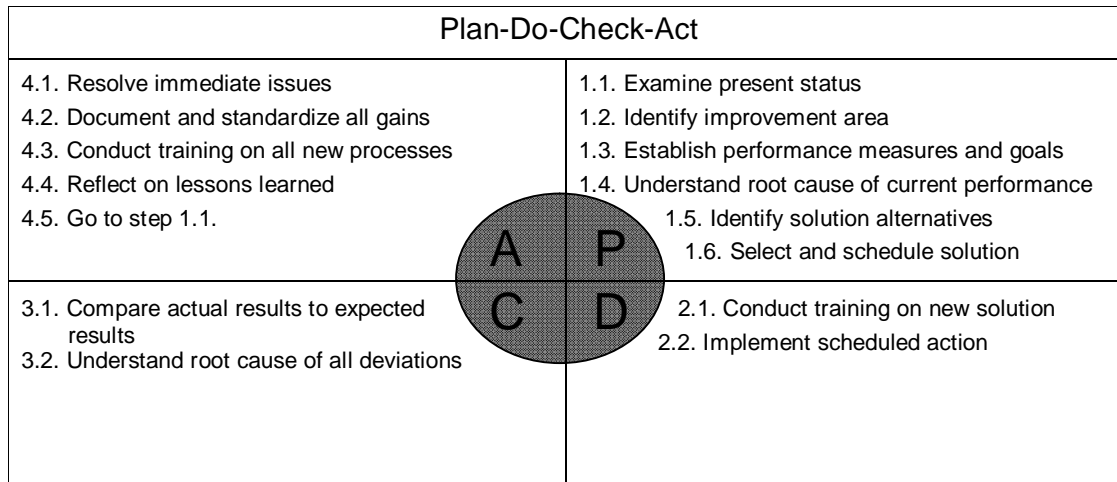 Plan-Do-Check-Act
4.1. Resolve immediate issues
4.2. Document and standardize all gains
4.3. Conduct training on all new processes
4.4. Reflect on lessons learned
4.5. Go to step 1.1.
1.1. Examine present status
1.2. Identify improvement area
1.3. Establish performance measures and goals
1.4. Understand root cause of current performance
1.5. Identify solution alternatives
1.6. Select and schedule solution
A P
C D
3.1. Compare actual results to expected
results
3.2. Understand root cause of all deviations
2.1. Conduct training on new solution
2.2. Implement scheduled action